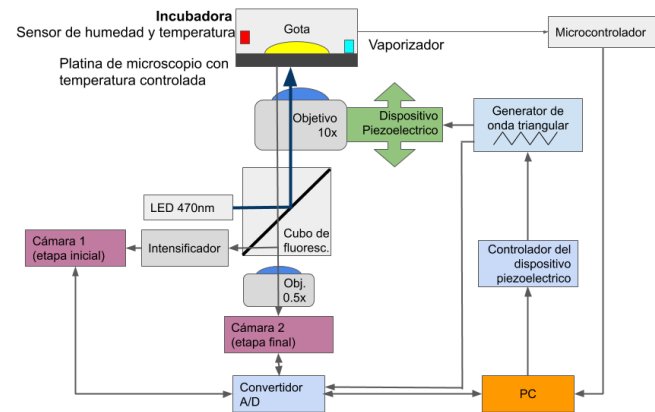 Incubadora
Sensor de humedad y temperatura
Gota
Vaporizador
Microcontrolador
Platina de microscopio con
temperatura controlada
Objetivo
10x
Dispositivo
Piezoelectrico
Generator de
onda triangular
LED 470nm
Cubo de
fluoresc.
Cámara 1
(etapa inicial)
Intensificador
Controlador del
dispositivo
piezoelectrico
Obj.
0.5x
Cámara 2
(etapa final)
Convertidor
A/D
PC